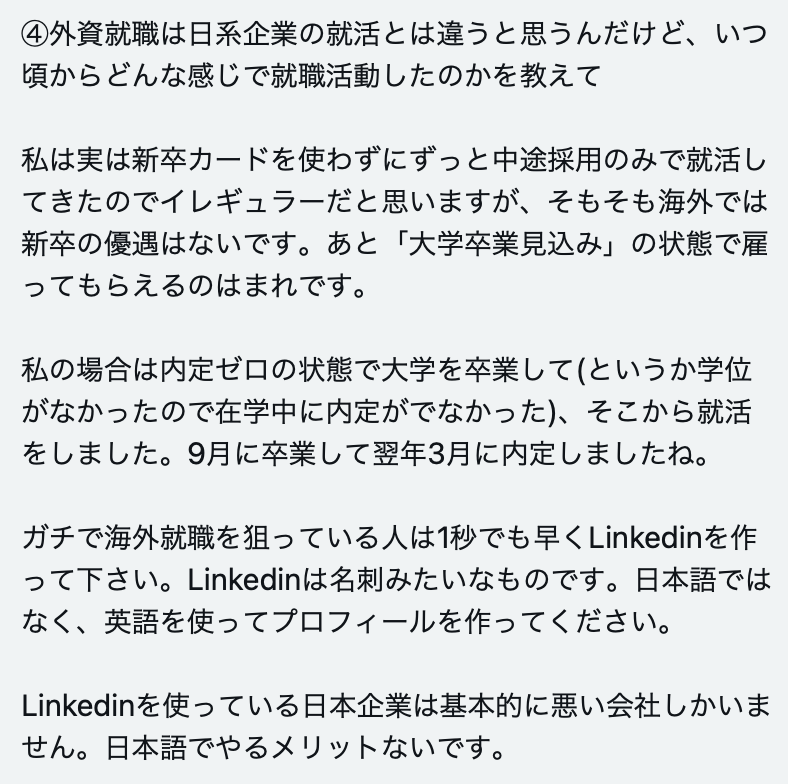 ④外資就職は日系企業の就活とは違うと思うんだけど、いつ
頃からどんな感じで就職活動したのかを教えて
私は実は新卒カードを使わずにずっと中途採用のみで就活し
てきたのでイレギュラーだと思いますが、そもそも海外では
新卒の優遇はないです。あと「大学卒業見込み」の状態で雇
ってもらえるのはまれです。
私の場合は内定ゼロの状態で大学を卒業して(というか学位
がなかったので在学中に内定がでなかった)、そこから就活
をしました。9月に卒業して翌年3月に内定しましたね。
ガチで海外就職を狙っている人は1秒でも早くLinkedinを作
って下さい。Linkedinは名刺みたいなものです。日本語では
なく、英語を使ってプロフィールを作ってください。
Linkedinを使っている日本企業は基本的に悪い会社しかいま
せん。日本語でやるメリットないです。